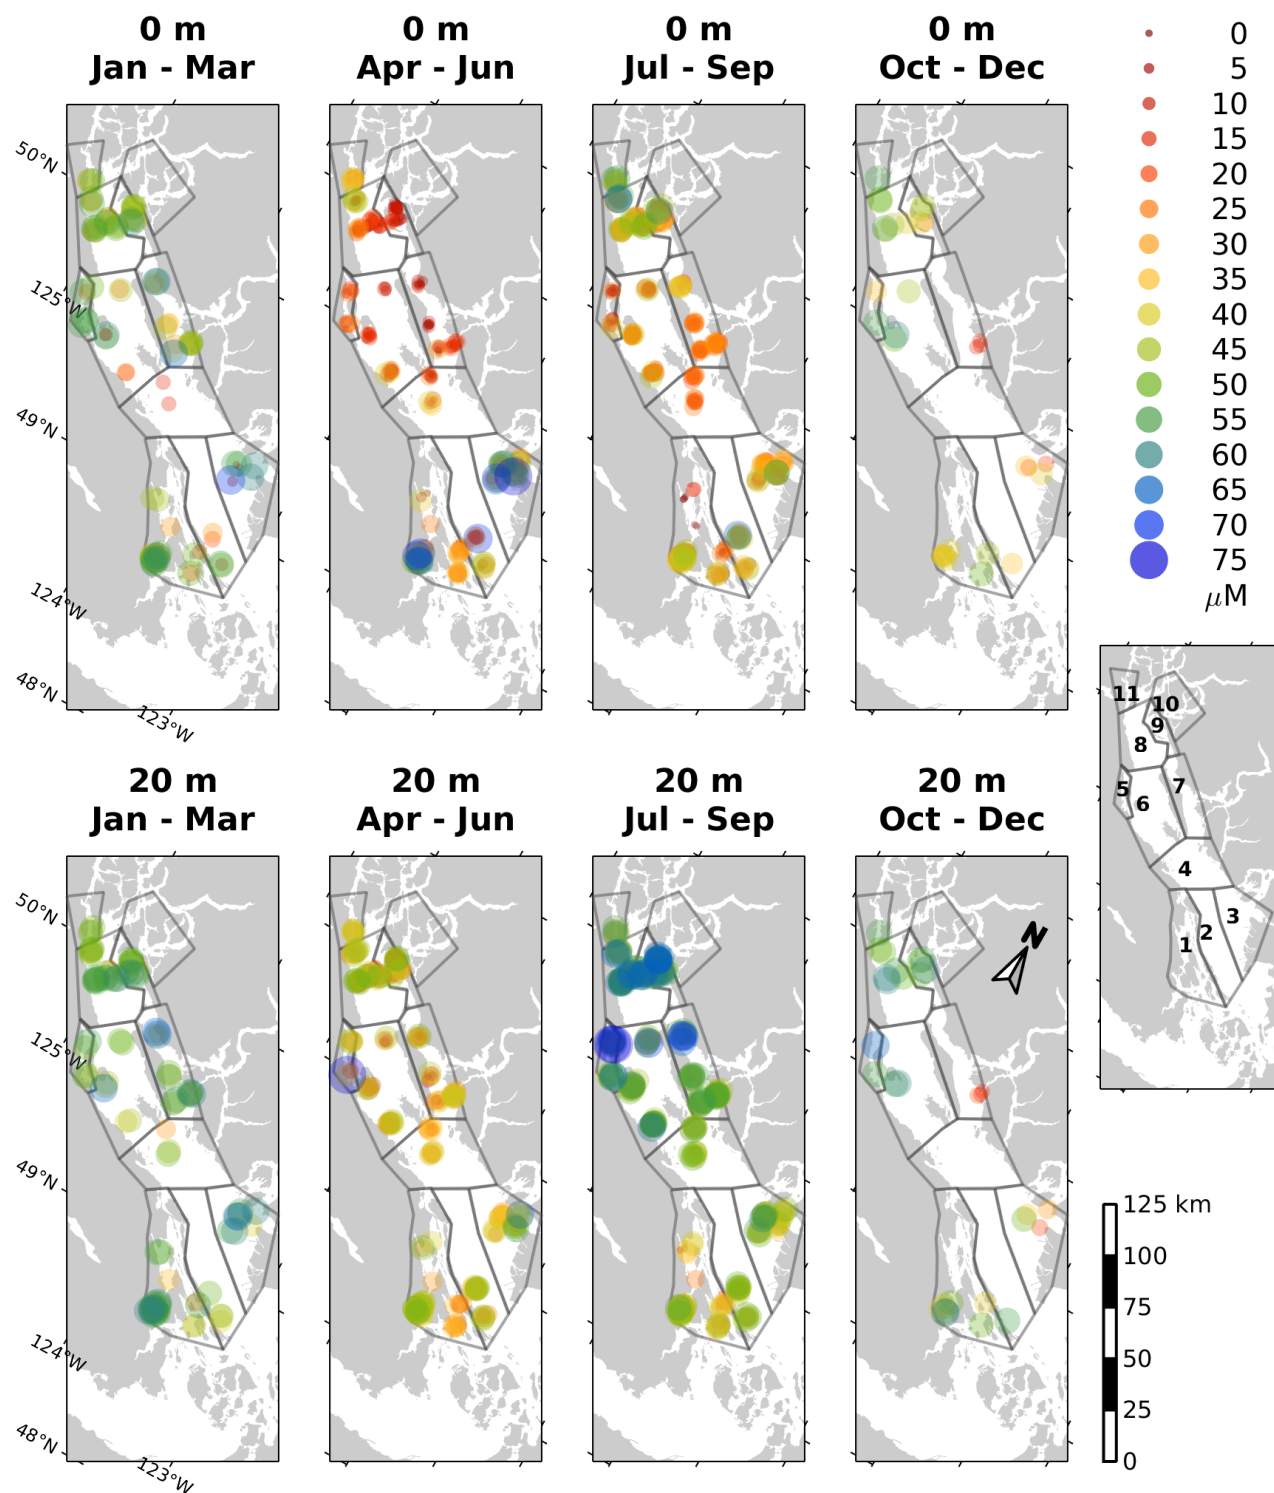 0 m
Jan - Mar
0 m
Apr - Jun
0 m
Jul - Sep
0 m
Oct - Dec
50°N
125°W
49°N
124°W
48°N
123°W
0
5
10
15
20
25
30
35
40
45
50
55
60
65
70
75
μM
11
10
9
8
7
5
6
4
3
2
1
20 m
Jan - Mar
20 m
Apr - Jun
20 m
Jul - Sep
20 m
Oct - Dec
50°N
125°W
49°N
124°W
48°N
123°W
N
125 km
100
75
50
25
0